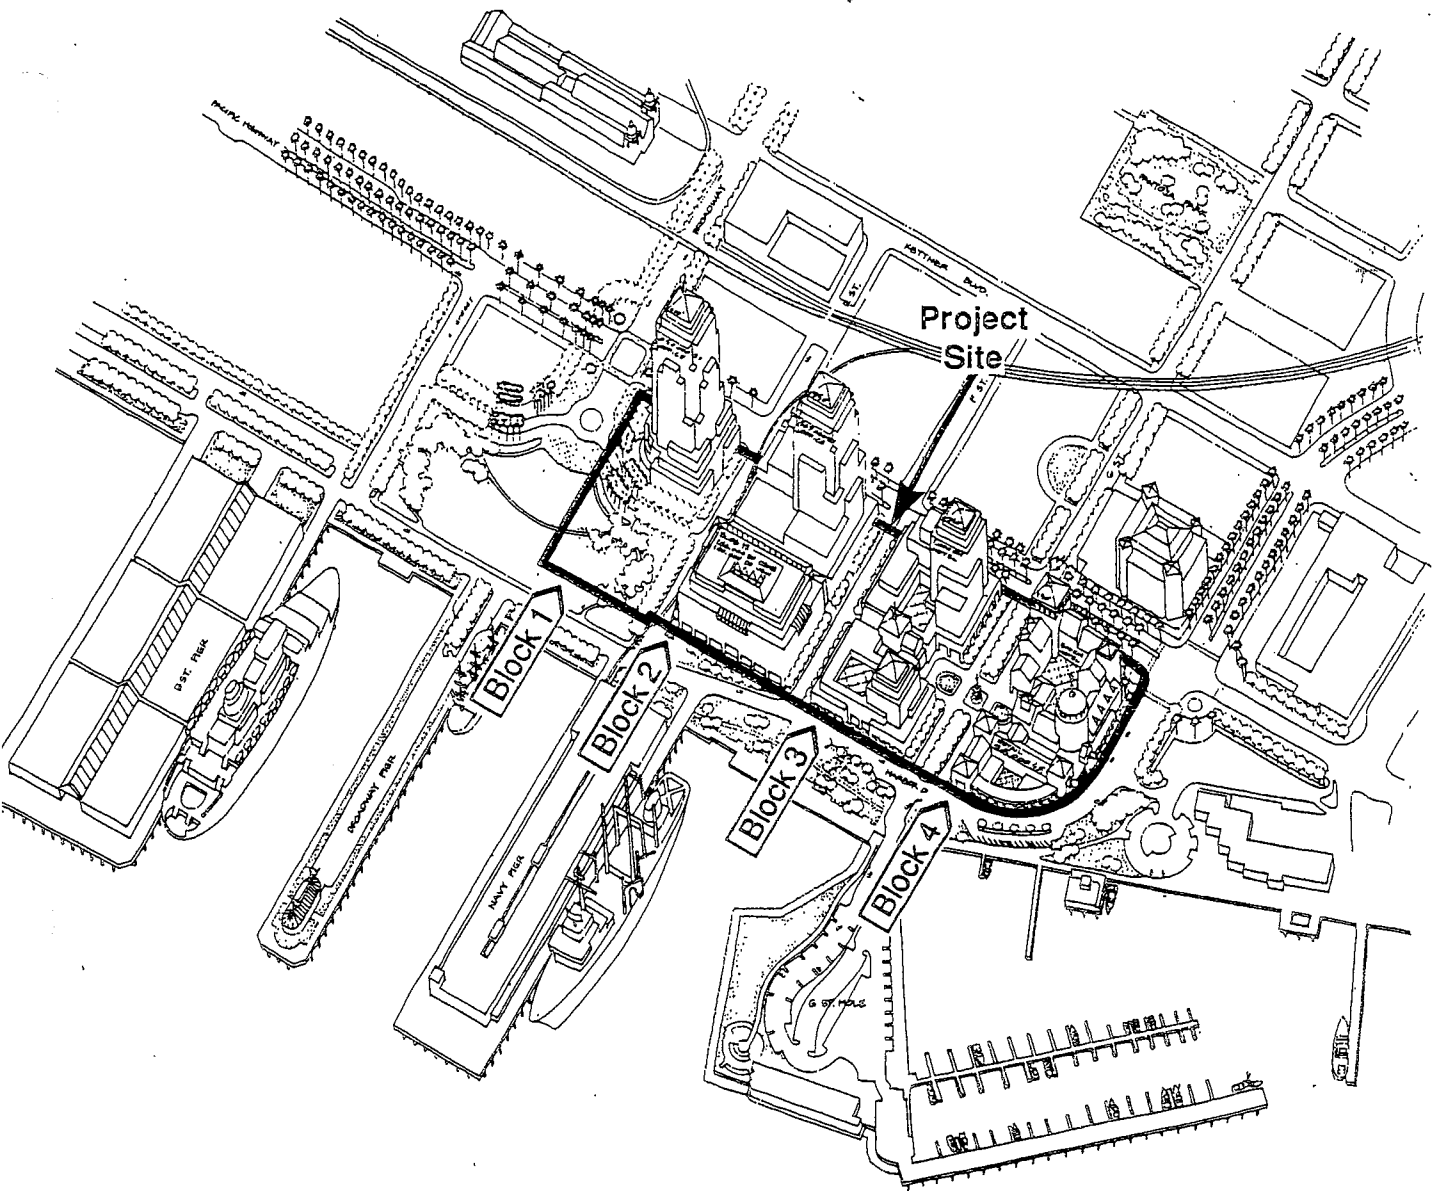 PACIFIC HIGHWAY
BROADWAY
KETTNER BLVD.
Project
Site
F ST.
B ST. PIER
Block 1
Block 2
BROADWAY PIER
NAVY PIER
Block 3
HARBOR D
Block 4
G ST. MOLE